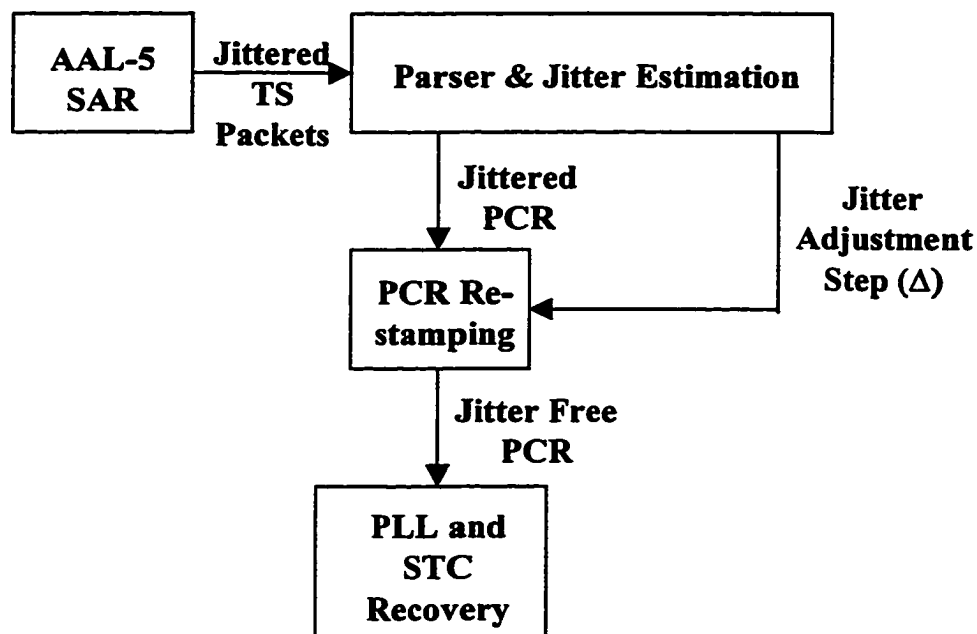 AAL-5
SAR
Jittered
TS
Packets
Parser & Jitter Estimation
Jittered
PCR
Jitter
Adjustment
Step (Δ)
PCR Re-
stamping
Jitter Free
PCR
PLL and
STC
Recovery